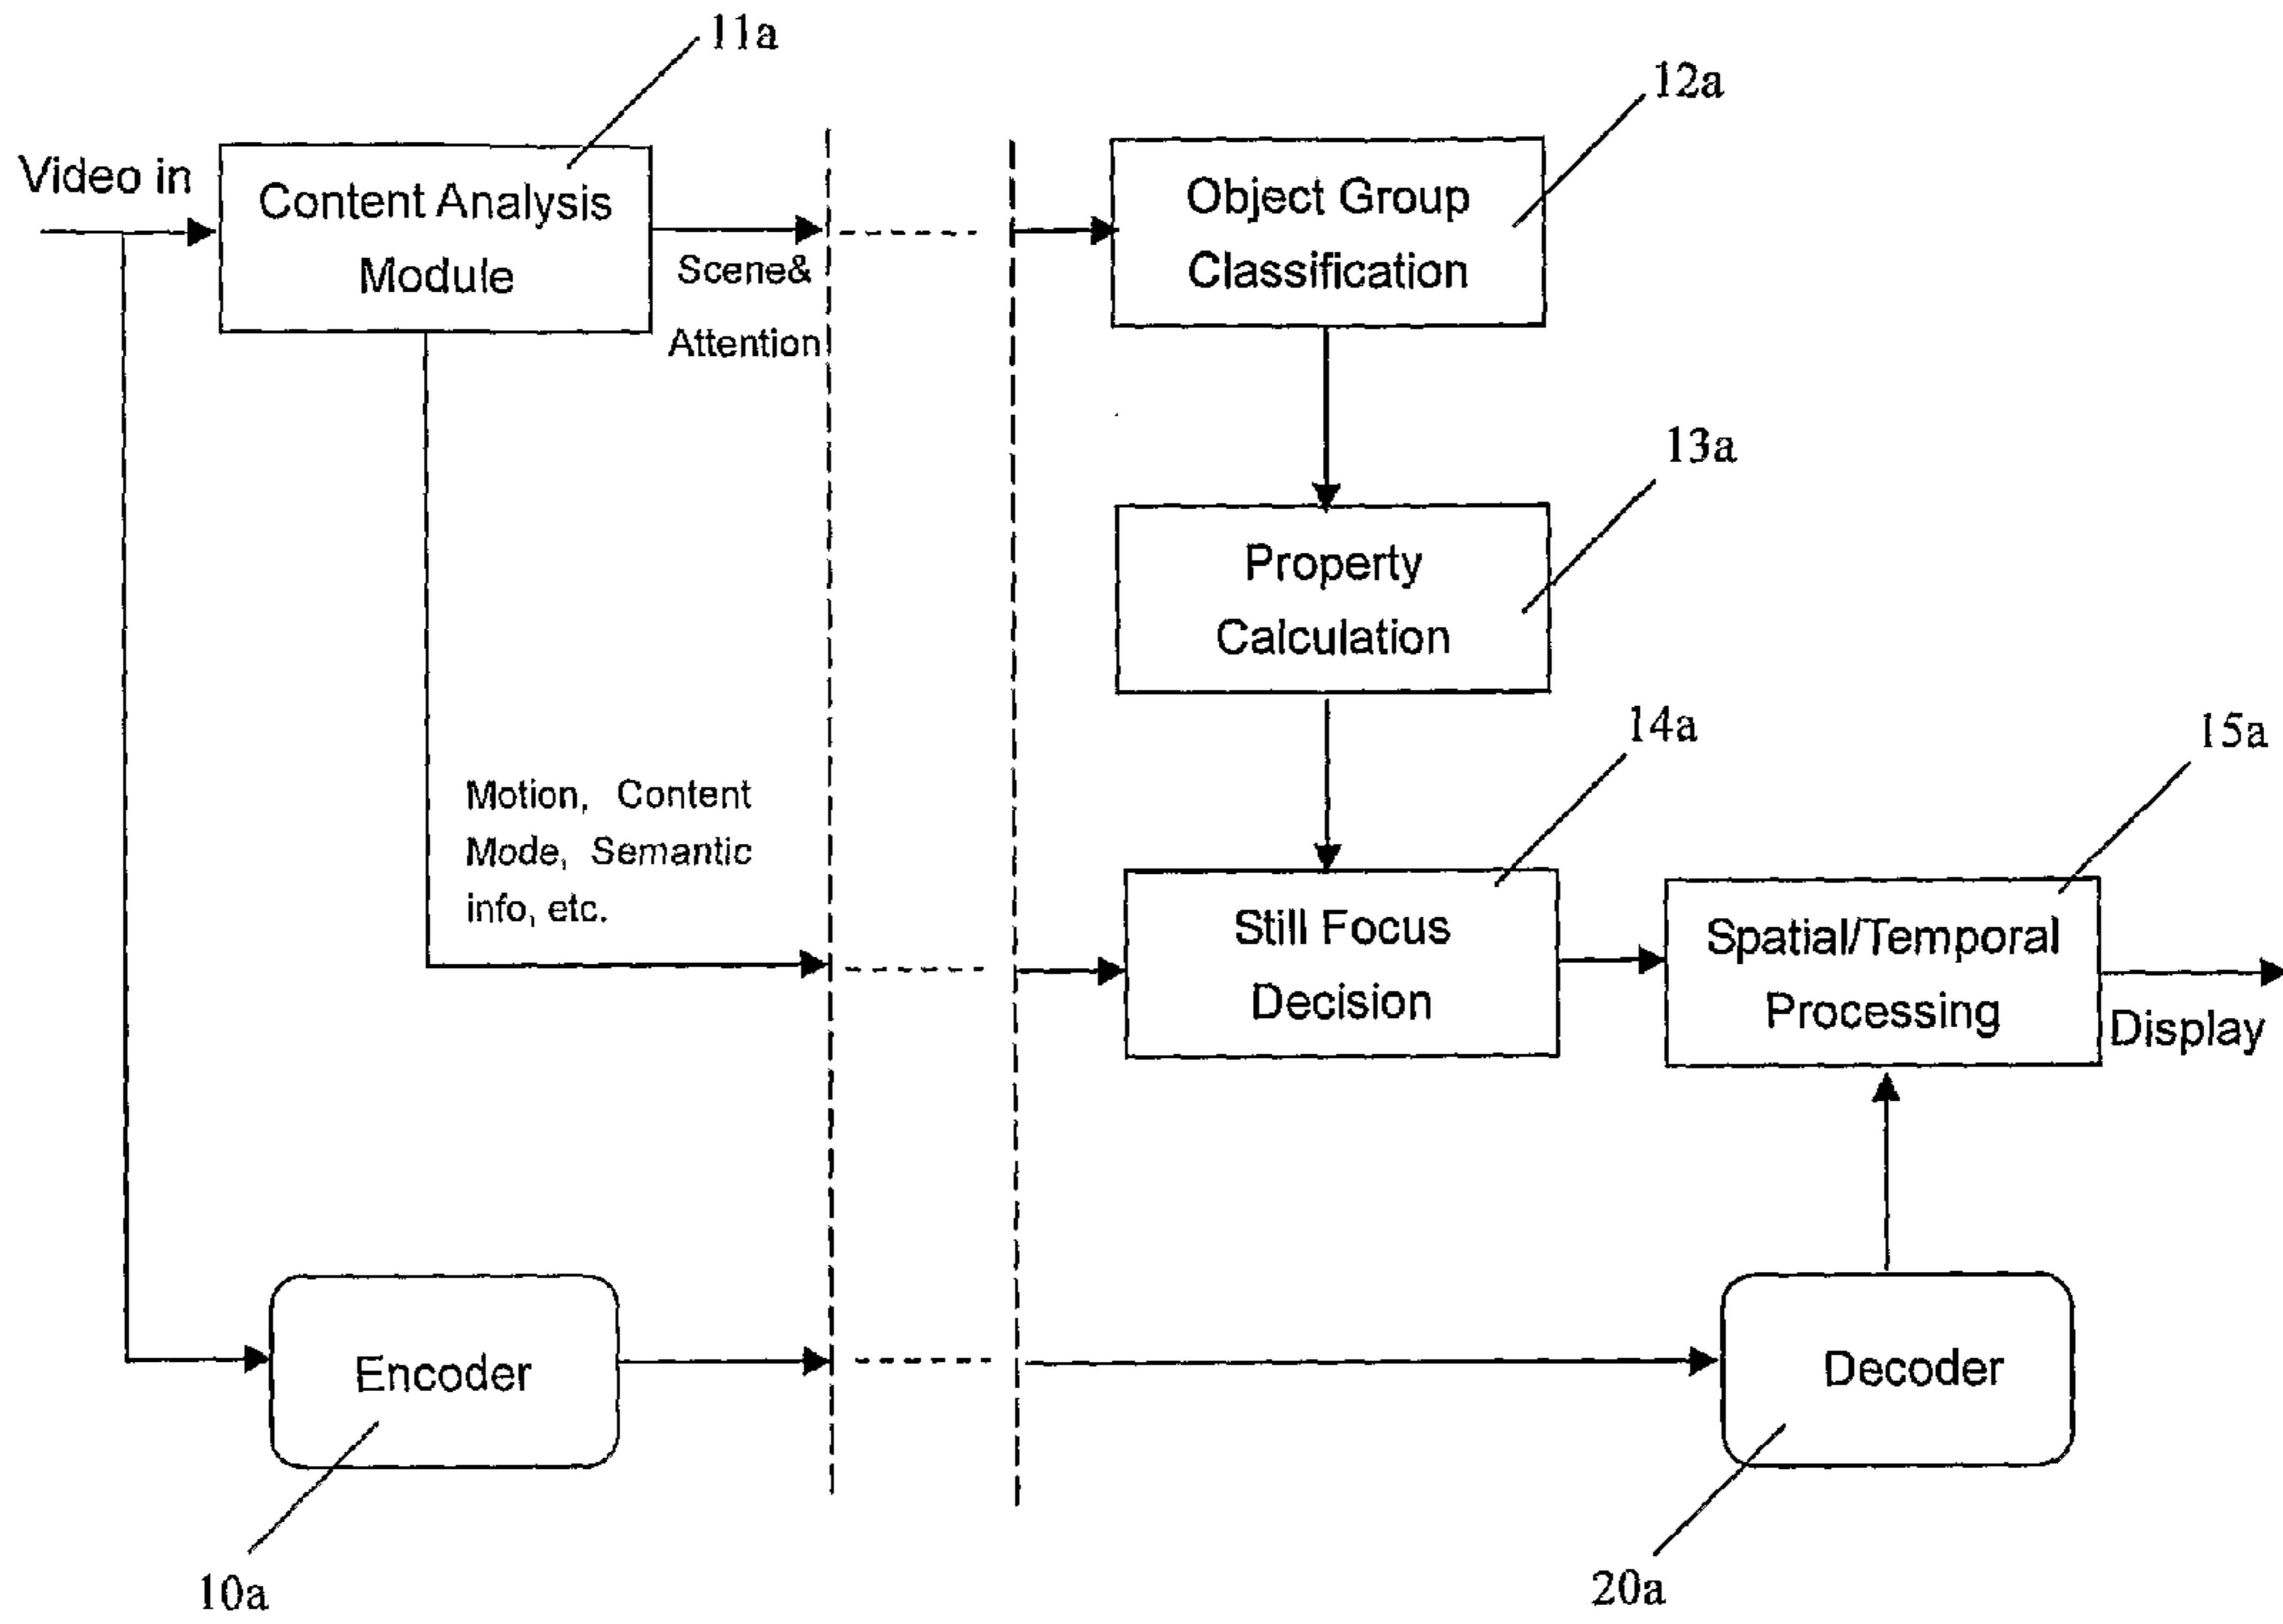 11a
12a
Video in
Content Analysis
Module
Scene&
Attention
Object Group
Classification
13a
Property
Calculation
14a
15a
Motion, Content
Mode, Semantic
info, etc.
Still Focus
Decision
Spatial/Temporal
Processing
Display
Encoder
Decoder
10a
20a